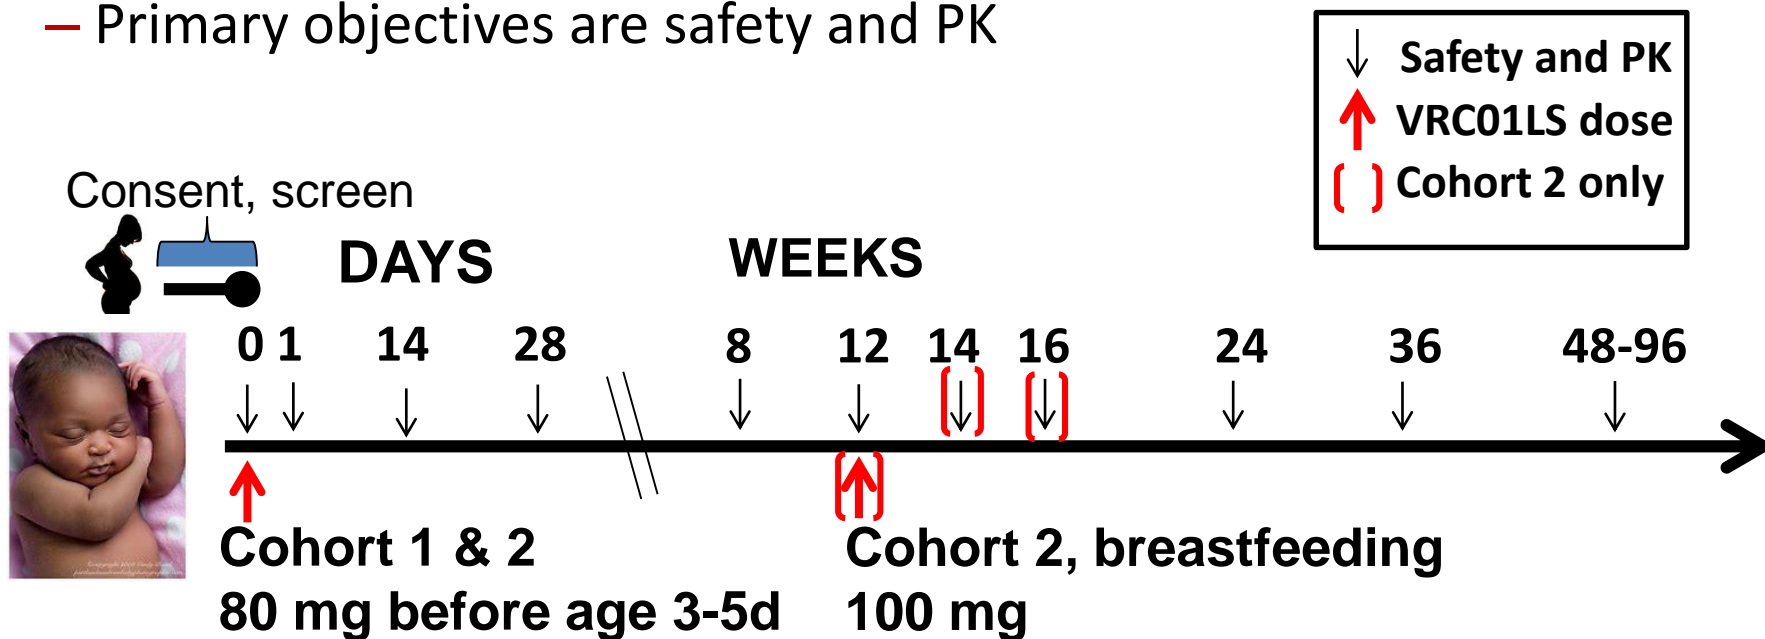 – Primary objectives are safety and PK
Safety and PK
VRC01LS dose
Cohort 2 only
Consent, screen
DAYS
WEEKS
0 1 14 28 8 12 14 16 24 36 48-96
Cohort 1 & 2
80 mg before age 3-5d
Cohort 2, breastfeeding
100 mg